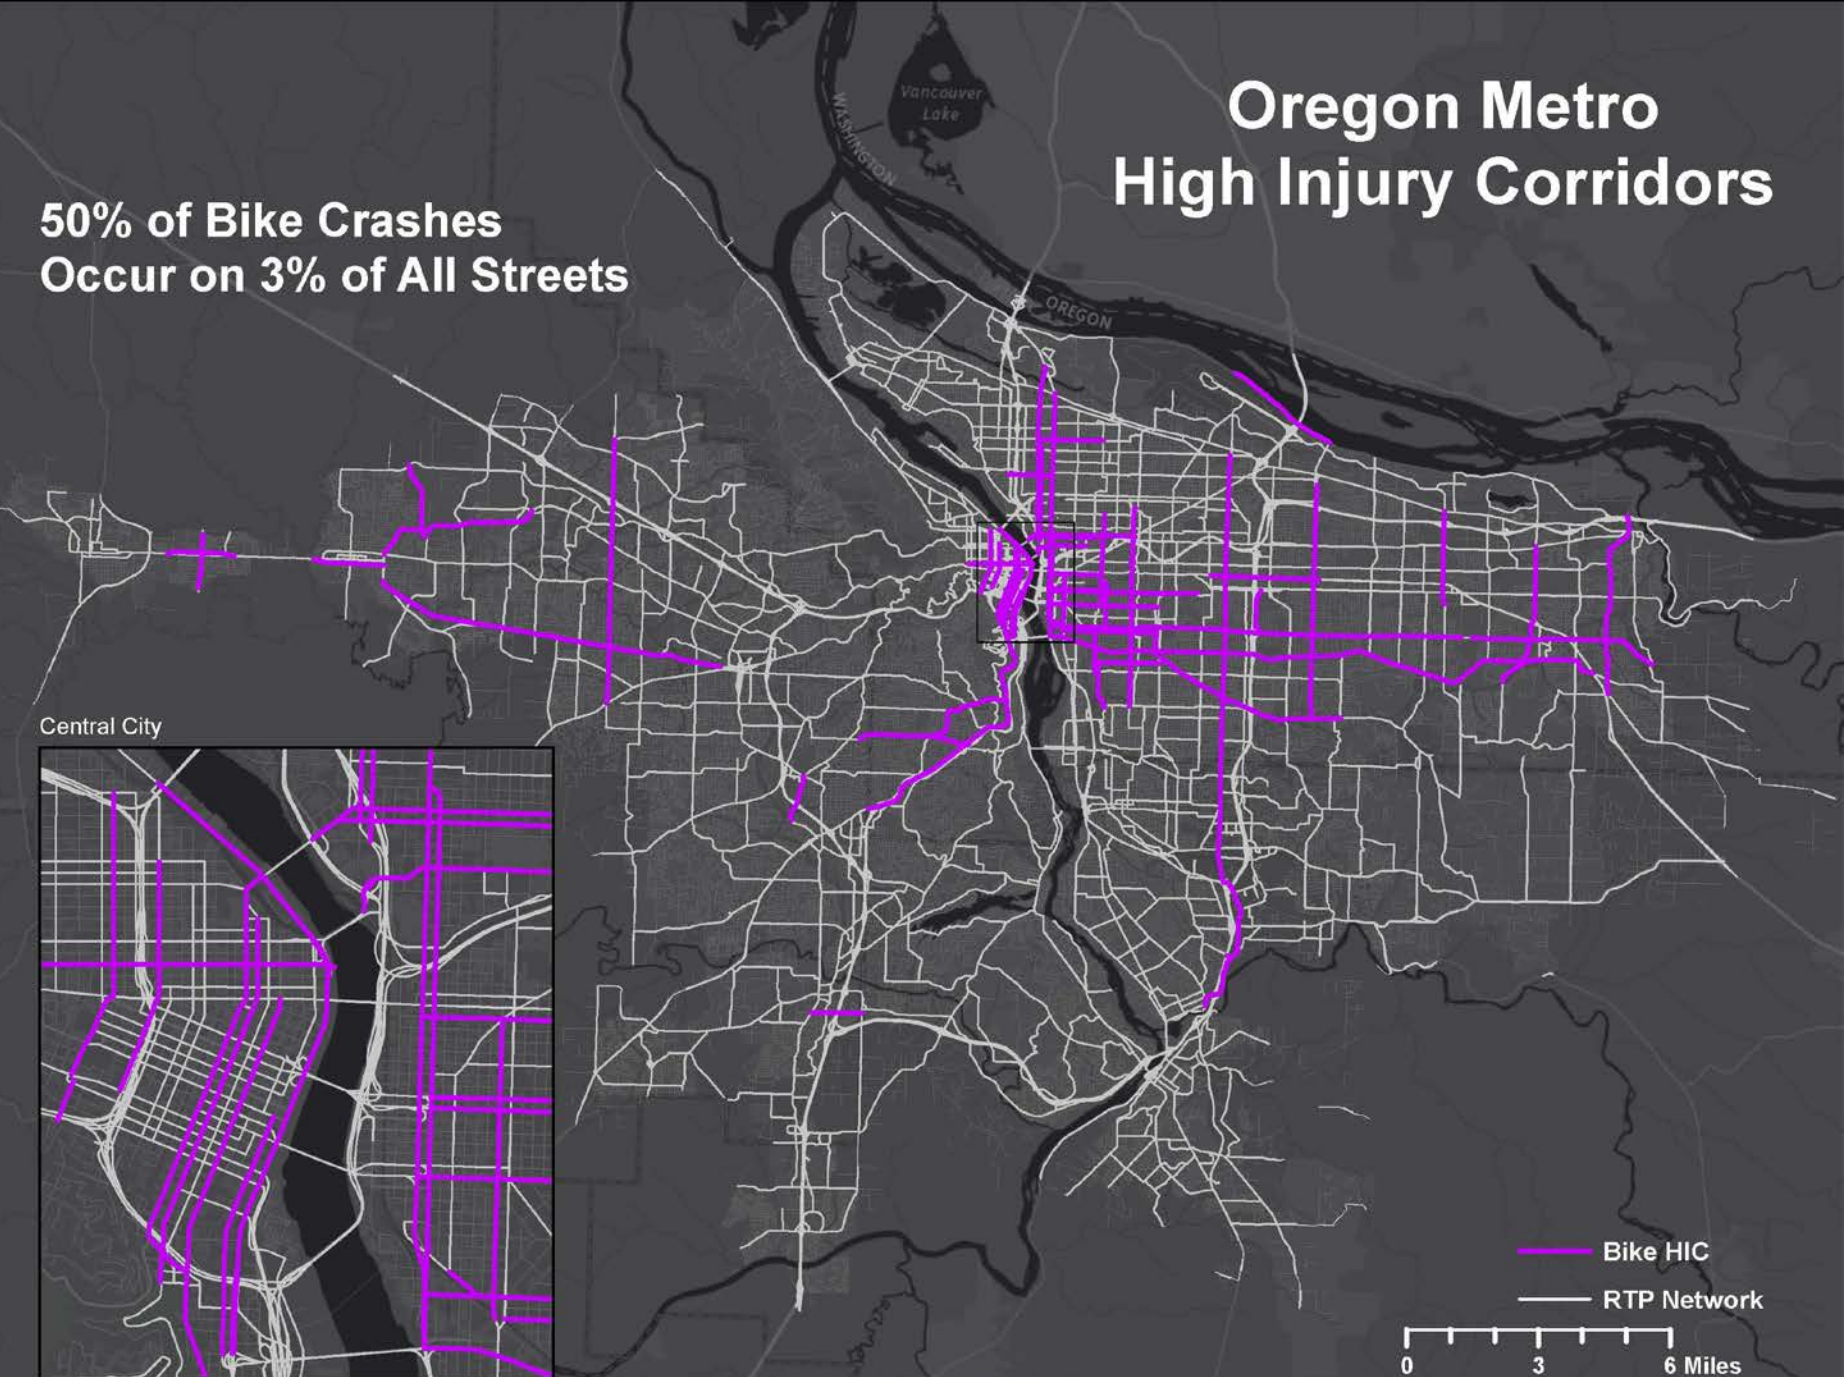 Oregon Metro
High Injury Corridors
50% of Bike Crashes
Occur on 3% of All Streets
Vancouver
Lake
WASHINGTON
OREGON
Central City
Bike HIC
RTP Network
0 3 6 Miles